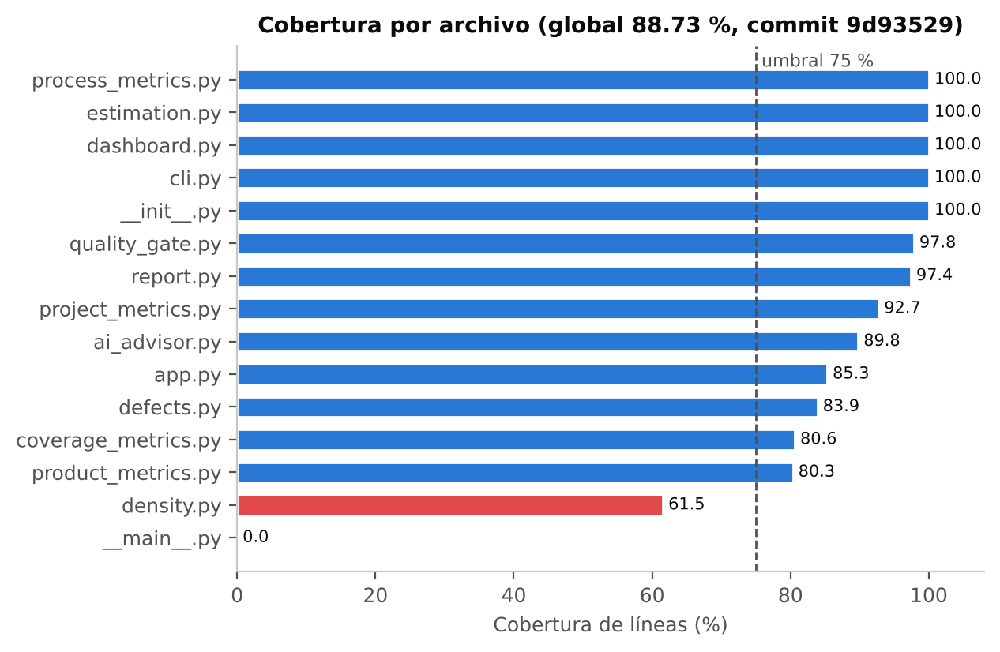 Cobertura por archivo (global 88.73 %, commit 9d93529)
umbral 75 %
process_metrics.py 100.0
estimation.py 100.0
dashboard.py 100.0
cli.py 100.0
__init__.py 100.0
quality_gate.py 97.8
report.py 97.4
project_metrics.py 92.7
ai_advisor.py 89.8
app.py 85.3
defects.py 83.9
coverage_metrics.py 80.6
product_metrics.py 80.3
density.py 61.5
__main__.py 0.0
0 20 40 60 80 100
Cobertura de líneas (%)